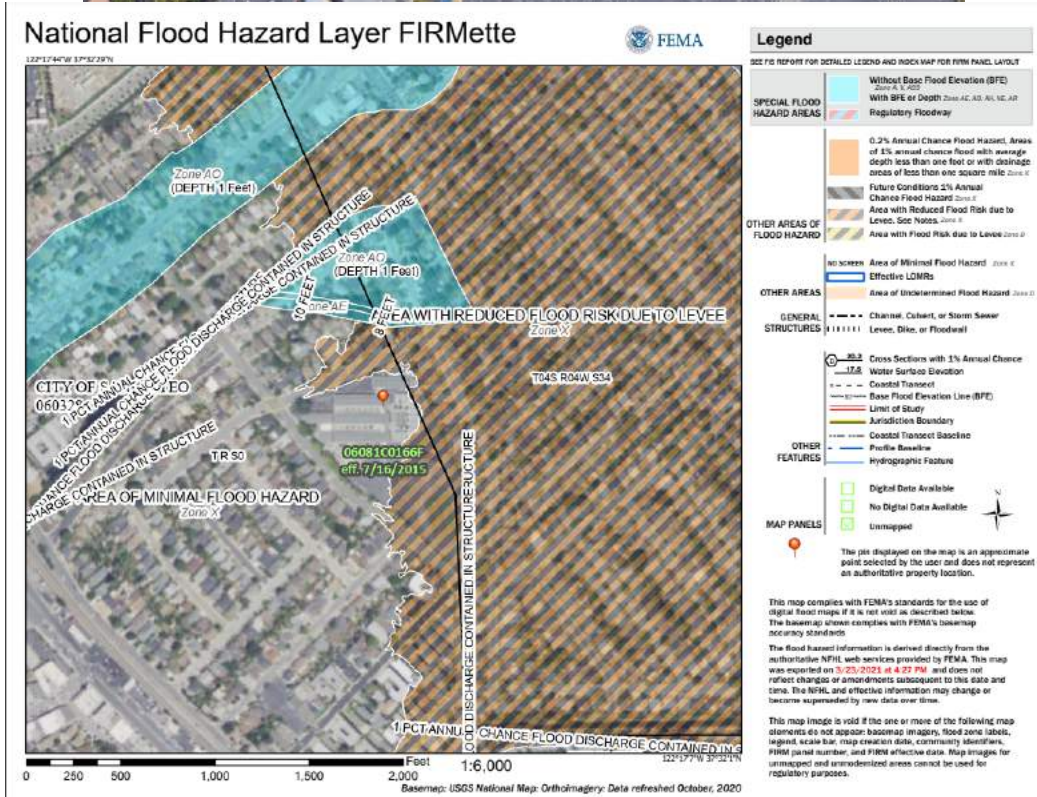 National Flood Hazard Layer FIRMette
FEMA
122°17'44"W 37°32'29"N
Zone AO
(DEPTH 1 Feet)
Zone AO
(DEPTH 1 Feet)
CONTAINED IN STRUCTURE
CONTAINED IN STRUCTURE
10 FEET
8 FEET
Zone AE
AREA WITH REDUCED FLOOD RISK DUE TO LEVEE
Zone X
T04S R04W S34
CITY OF S
1 PCT ANNUAL CHANCE
1 PCT ANNUAL CHANCE FLOOD DISCHARGE
CHARGE CONTAINED IN STRUCTURE
06081C0166F
eff. 7/16/2015
T R S0
AREA OF MINIMAL FLOOD HAZARD
Zone X
OOD DISCHARGE CONTAINED IN STRUCTURE
1 PCT ANNU CHANCE FLOOD DISCHARGE CONTAINED IN S
0 250 500 1,000 1,500 2,000 Feet 1:6,000
122°17'7"W 37°32'1"N
Basemap: USGS National Map: Orthoimagery: Data refreshed October, 2020
Legend
SEE FIS REPORT FOR DETAILED LEGEND AND INDEX MAP FOR FIRM PANEL LAYOUT
SPECIAL FLOOD HAZARD AREAS
Without Base Flood Elevation (BFE)
Zone A, V, A99
With BFE or Depth Zone AE, AO, AH, VE, AR
Regulatory Floodway
OTHER AREAS OF FLOOD HAZARD
0.2% Annual Chance Flood Hazard, Areas
of 1% annual chance flood with average
depth less than one foot or with drainage
areas of less than one square mile Zone X
Future Conditions 1% Annual
Chance Flood Hazard Zone X
Area with Reduced Flood Risk due to
Levee. See Notes. Zone X
Area with Flood Risk due to Levee Zone D
OTHER AREAS
NO SCREEN Area of Minimal Flood Hazard Zone X
Effective LOMRs
Area of Undetermined Flood Hazard Zone D
GENERAL STRUCTURES
Channel, Culvert, or Storm Sewer
Levee, Dike, or Floodwall
OTHER FEATURES
20.2 Cross Sections with 1% Annual Chance
17.5 Water Surface Elevation
Coastal Transect
Base Flood Elevation Line (BFE)
Limit of Study
Jurisdiction Boundary
Coastal Transect Baseline
Profile Baseline
Hydrographic Feature
MAP PANELS
Digital Data Available
No Digital Data Available
Unmapped
N
The pin displayed on the map is an approximate
point selected by the user and does not represent
an authoritative property location.
This map complies with FEMA's standards for the use of
digital flood maps if it is not void as described below.
The basemap shown complies with FEMA's basemap
accuracy standards
The flood hazard information is derived directly from the
authoritative NFHL web services provided by FEMA. This map
was exported on 3/23/2021 at 4:27 PM and does not
reflect changes or amendments subsequent to this date and
time. The NFHL and effective information may change or
become superseded by new data over time.
This map image is void if the one or more of the following map
elements do not appear: basemap imagery, flood zone labels,
legend, scale bar, map creation date, community identifiers,
FIRM panel number, and FIRM effective date. Map images for
unmapped and unmodernized areas cannot be used for
regulatory purposes.